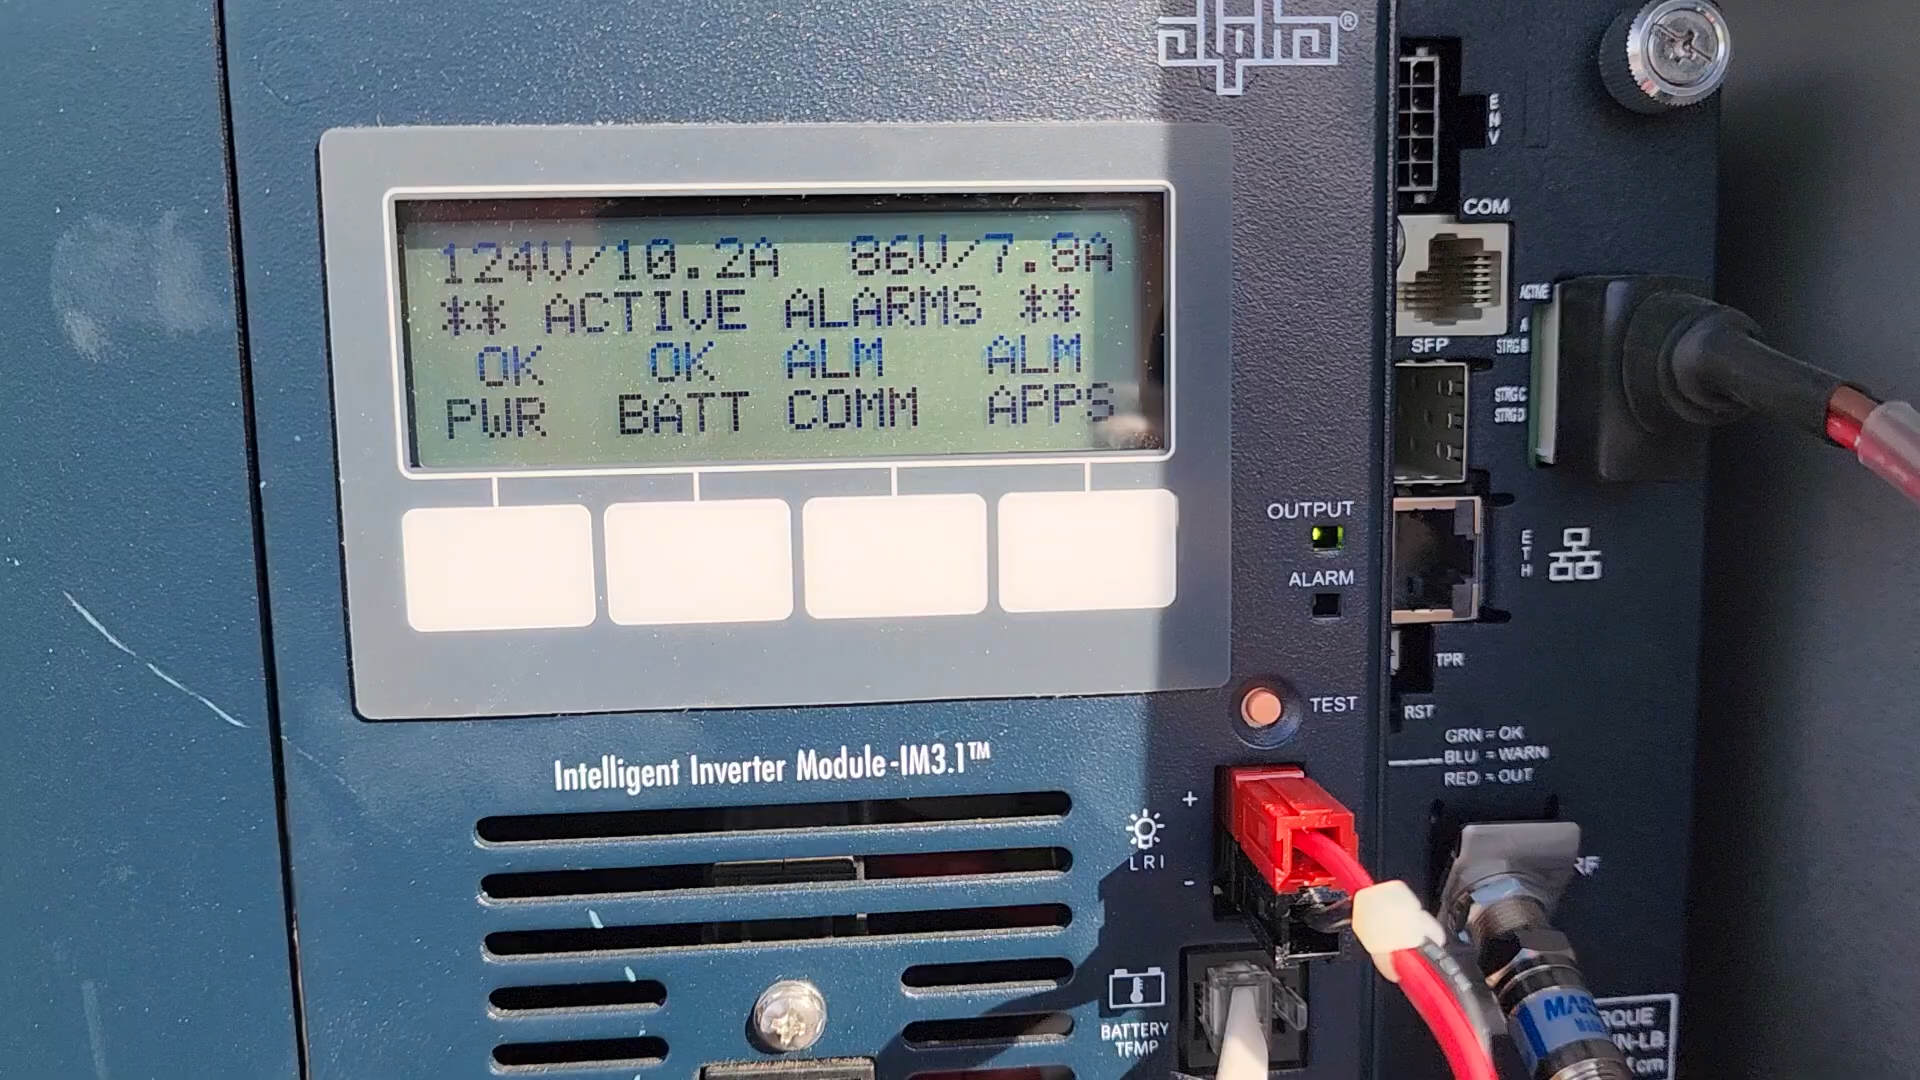 alpha®
124V/10.2A 86V/7.8A
** ACTIVE ALARMS **
OK OK ALM ALM
PWR BATT COMM APPS
OUTPUT
ALARM
TEST
Intelligent Inverter Module-IM3.1™
+
LRI
-
BATTERY
TEMP
ENV
COM
ACTIVE
STRG B
SFP
STRG C
STRG D
ETH
TPR
RST
GRN = OK
BLU = WARN
RED = OUT
RF
IN-LB